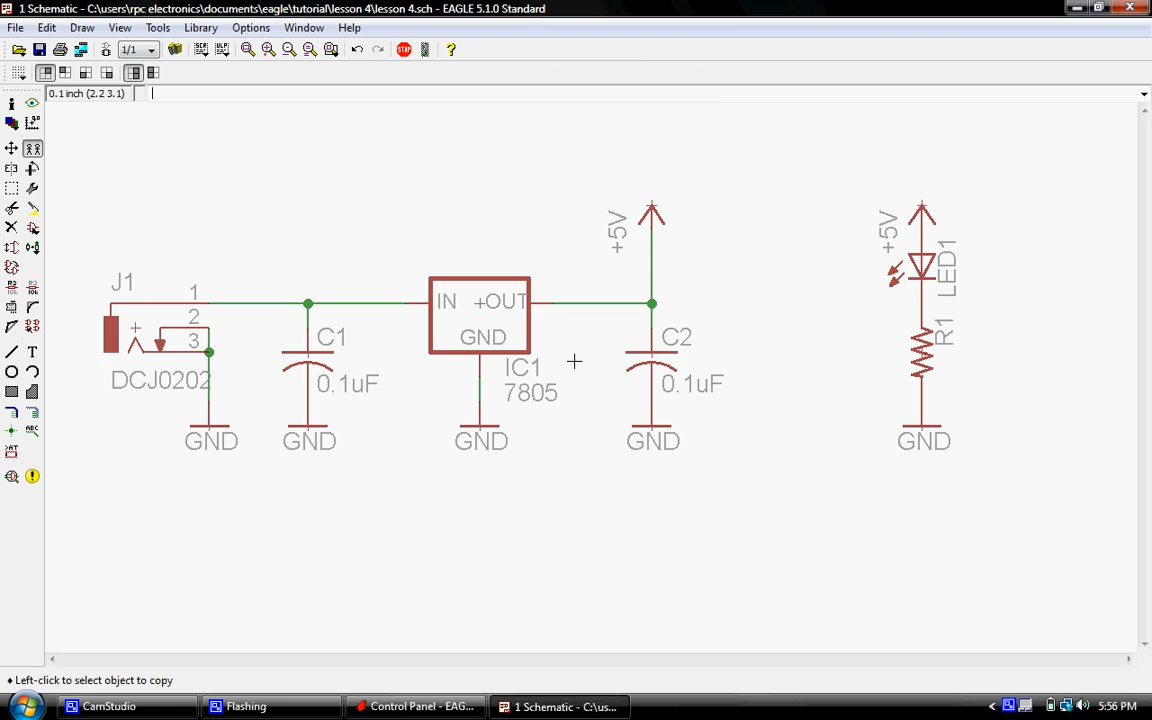 1 Schematic - C:\users\rpc electronics\documents\eagle\tutorial\lesson 4\lesson 4.sch - EAGLE 5.1.0 Standard
File Edit Draw View Tools Library Options Window Help
1/1
0.1 inch (2.2 3.1)
+5V
+5V
LED1
J1
1
2
3
DCJ0202
C1
0.1uF
IN
+OUT
GND
IC1
7805
C2
0.1uF
R1
GND
GND
GND
GND
GND
Left-click to select object to copy
CamStudio
Flashing
Control Panel - EAG...
1 Schematic - C:\us...
5:56 PM